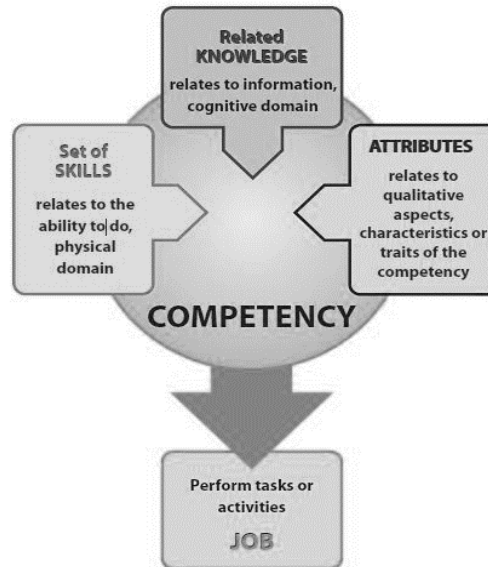 Related
KNOWLEDGE
relates to information,
cognitive domain
Set of
SKILLS
relates to the
ability to do,
physical
domain
ATTRIBUTES
relates to
qualitative
aspects,
characteristics or
traits of the
competency
COMPETENCY
Perform tasks or
activities
JOB